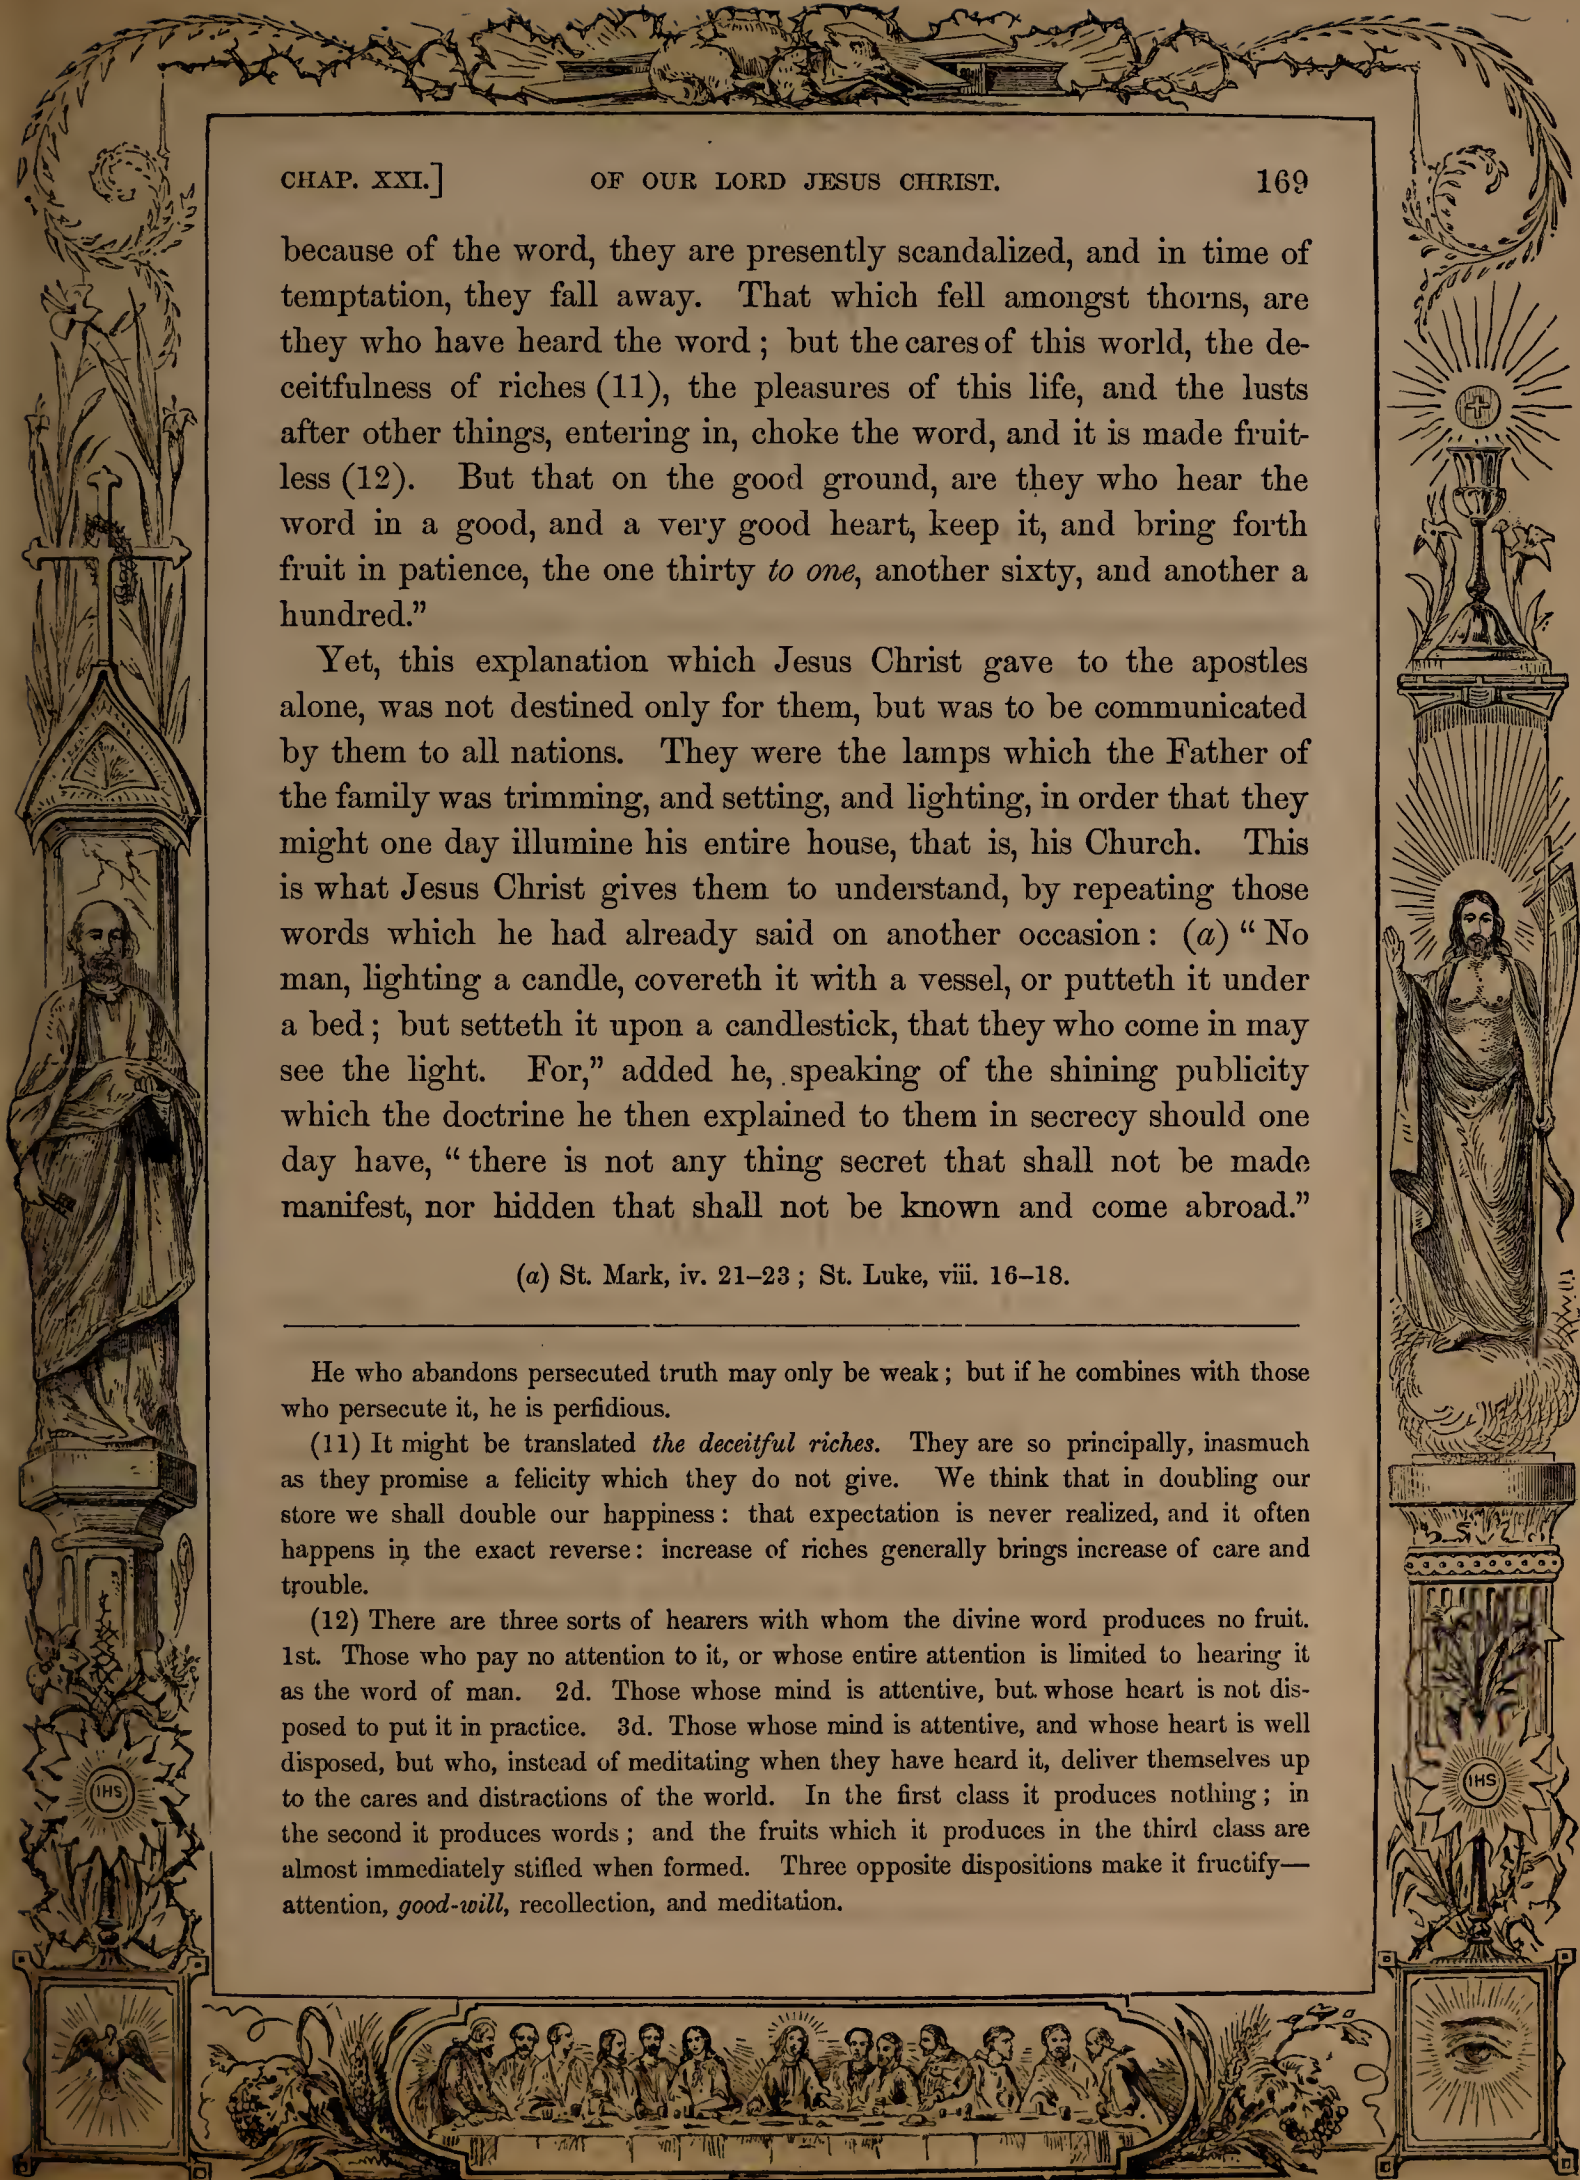 CHAP. XXI.] OF OUR LORD JESUS CHRIST. 169
because of the word, they are presently scandalized, and in time of
temptation, they fall away. That which fell amongst thorns, are
they who have heard the word; but the cares of this world, the de-
ceitfulness of riches (11), the pleasures of this life, and the lusts
after other things, entering in, choke the word, and it is made fruit-
less (12). But that on the good ground, are they who hear the
word in a good, and a very good heart, keep it, and bring forth
fruit in patience, the one thirty to one, another sixty, and another a
hundred.”
Yet, this explanation which Jesus Christ gave to the apostles
alone, was not destined only for them, but was to be communicated
by them to all nations. They were the lamps which the Father of
the family was trimming, and setting, and lighting, in order that they
might one day illumine his entire house, that is, his Church. This
is what Jesus Christ gives them to understand, by repeating those
words which he had already said on another occasion: (a) “No
man, lighting a candle, covereth it with a vessel, or putteth it under
a bed; but setteth it upon a candlestick, that they who come in may
see the light. For,” added he, speaking of the shining publicity
which the doctrine he then explained to them in secrecy should one
day have, “there is not any thing secret that shall not be made
manifest, nor hidden that shall not be known and come abroad.”
(a) St. Mark, iv. 21–23; St. Luke, viii. 16–18.
He who abandons persecuted truth may only be weak; but if he combines with those
who persecute it, he is perfidious.
(11) It might be translated the deceitful riches. They are so principally, inasmuch
as they promise a felicity which they do not give. We think that in doubling our
store we shall double our happiness: that expectation is never realized, and it often
happens in the exact reverse: increase of riches generally brings increase of care and
trouble.
(12) There are three sorts of hearers with whom the divine word produces no fruit.
1st. Those who pay no attention to it, or whose entire attention is limited to hearing it
as the word of man. 2d. Those whose mind is attentive, but whose heart is not dis-
posed to put it in practice. 3d. Those whose mind is attentive, and whose heart is well
disposed, but who, instead of meditating when they have heard it, deliver themselves up
to the cares and distractions of the world. In the first class it produces nothing; in
the second it produces words; and the fruits which it produces in the third class are
almost immediately stifled when formed. Three opposite dispositions make it fructify—
attention, good-will, recollection, and meditation.
IHS
IHS